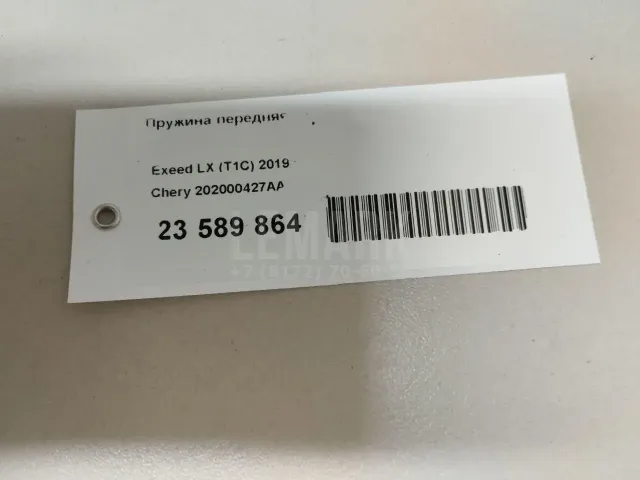 Пружина передняя
Exeed LX (T1C) 2019
Chery 202000427AA
23 589 864